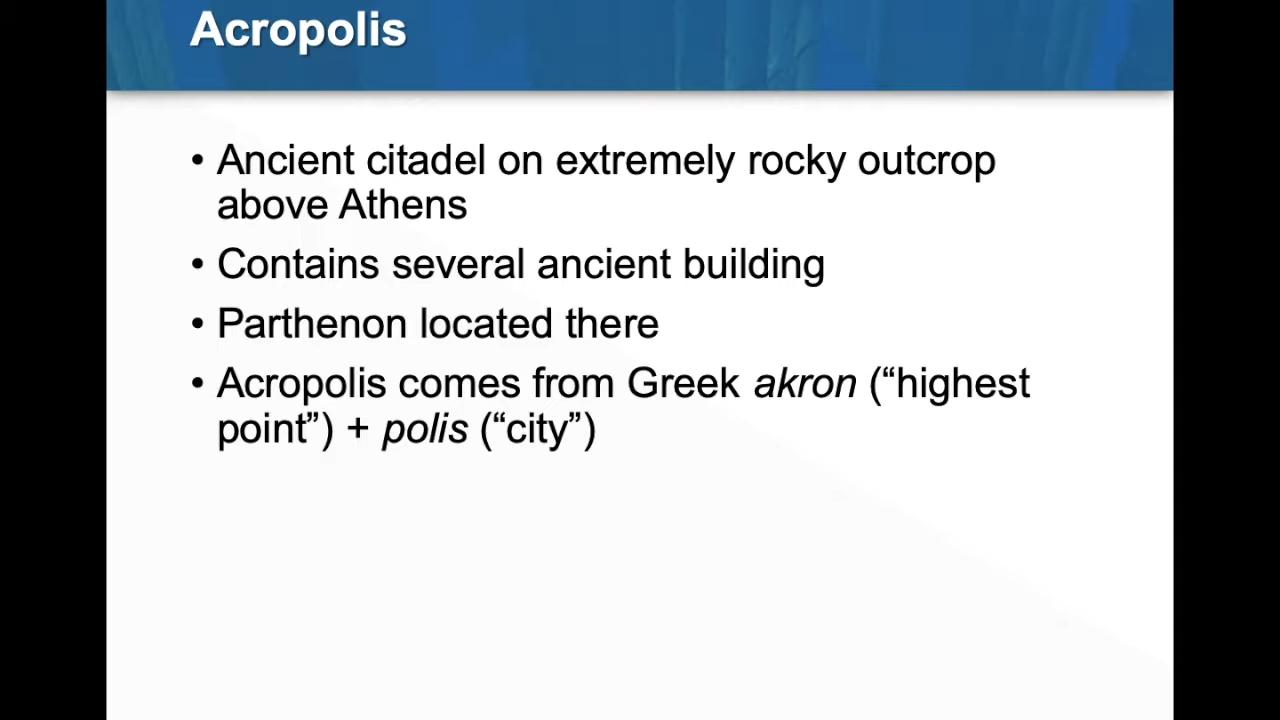 Acropolis
• Ancient citadel on extremely rocky outcrop
above Athens
• Contains several ancient building
• Parthenon located there
• Acropolis comes from Greek akron (“highest
point”) + polis (“city”)